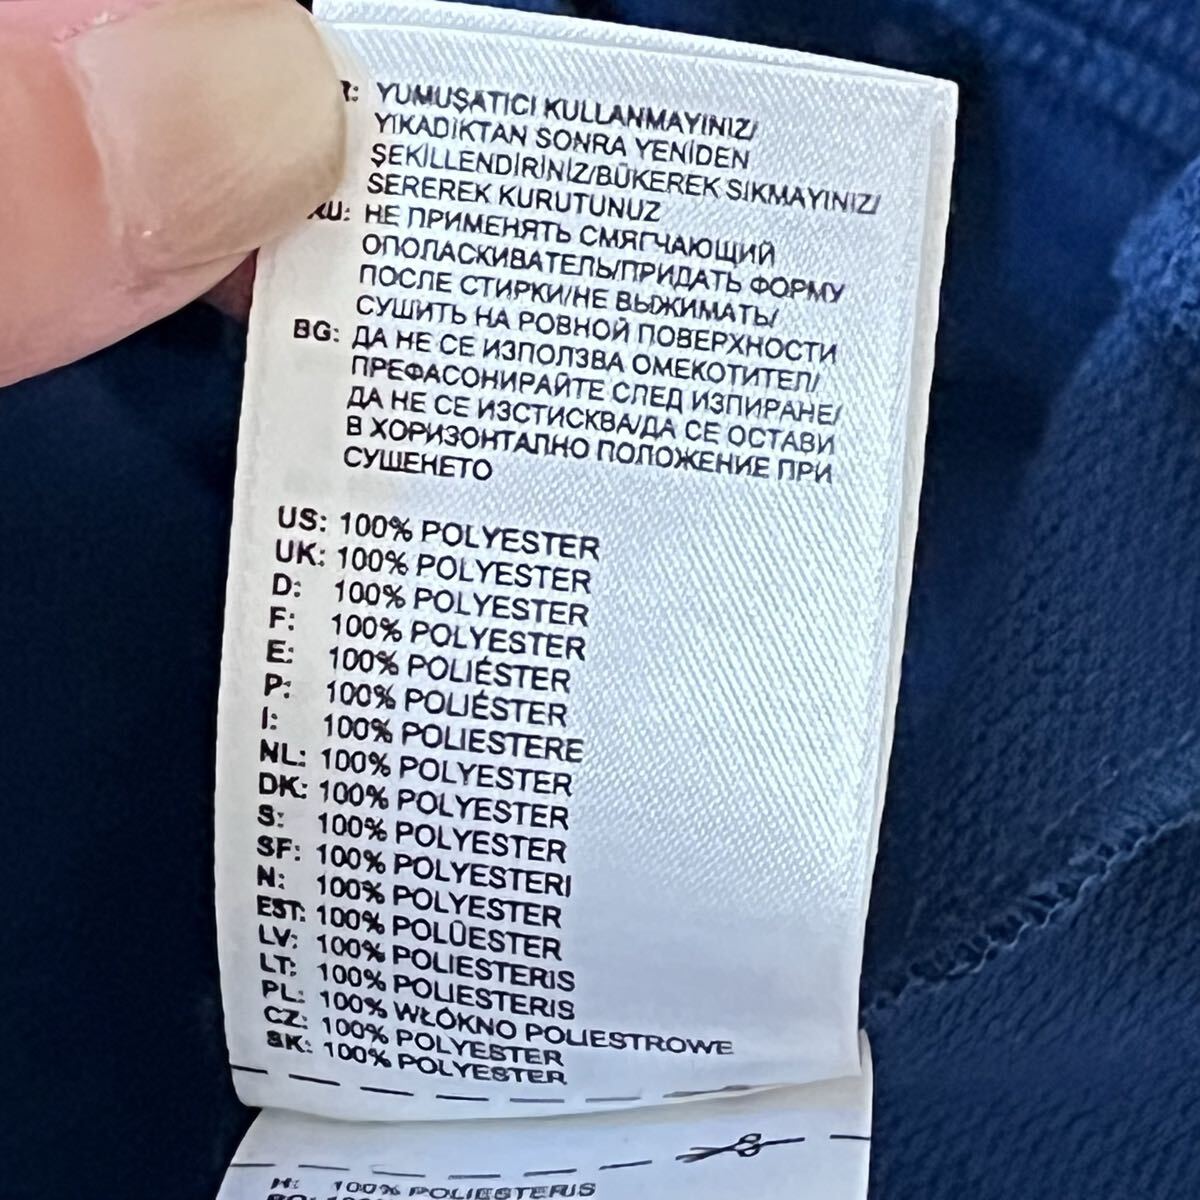 R: YUMUŞATICI KULLANMAYINIZ/
YIKADIKTAN SONRA YENİDEN
ŞEKİLLENDİRİNİZ/BÜKEREK SIKMAYINIZ/
SEREREK KURUTUNUZ
RU: НЕ ПРИМЕНЯТЬ СМЯГЧАЮЩИЙ
ОПОЛАСКИВАТЕЛЬ/ПРИДАТЬ ФОРМУ
ПОСЛЕ СТИРКИ/НЕ ВЫЖИМАТЬ/
СУШИТЬ НА РОВНОЙ ПОВЕРХНОСТИ
BG: ДА НЕ СЕ ИЗПОЛЗВА ОМЕКОТИТЕЛ/
ПРЕФАСОНИРАЙТЕ СЛЕД ИЗПИРАНЕ/
ДА НЕ СЕ ИЗСТИСКВА/ДА СЕ ОСТАВИ
В ХОРИЗОНТАЛНО ПОЛОЖЕНИЕ ПРИ
СУШЕНЕТО
US: 100% POLYESTER
UK: 100% POLYESTER
D: 100% POLYESTER
F: 100% POLYESTER
E: 100% POLIÉSTER
P: 100% POLIÉSTER
I: 100% POLIESTERE
NL: 100% POLYESTER
DK: 100% POLYESTER
S: 100% POLYESTER
SF: 100% POLYESTERI
N: 100% POLYESTER
EST: 100% POLÜESTER
LV: 100% POLIESTERIS
LT: 100% POLIESTERIS
PL: 100% WŁÓKNO POLIESTROWE
CZ: 100% POLYESTER
SK: 100% POLYESTER
100% POLIESTERIS